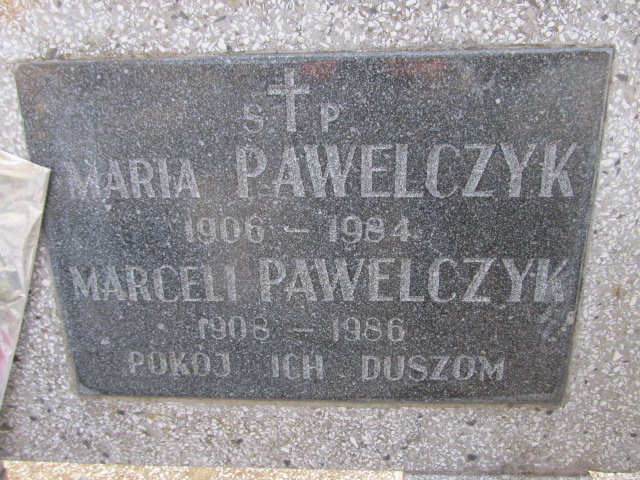 S P
MARIA PAWELCZYK
1906 - 1984
MARCELI PAWELCZYK
1908 - 1986
POKÓJ ICH DUSZOM